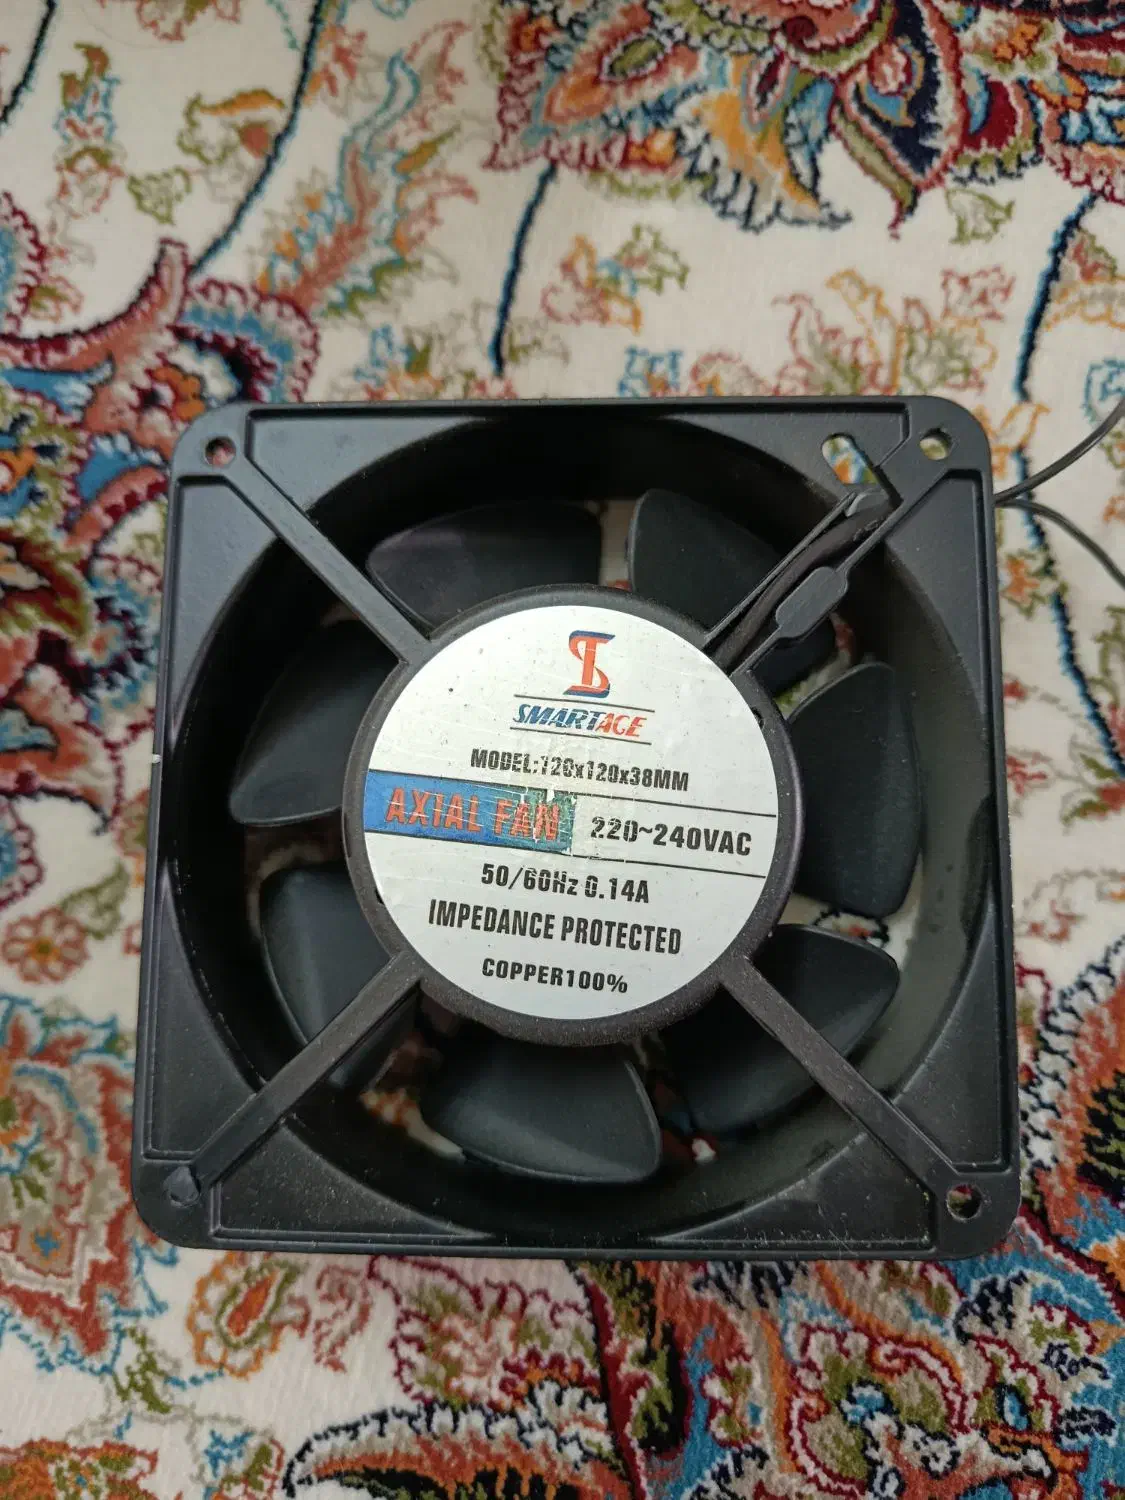 SMARTACE
MODEL:120x120x38MM
AXIAL FAN
220~240VAC
50/60Hz 0.14A
IMPEDANCE PROTECTED
COPPER100%